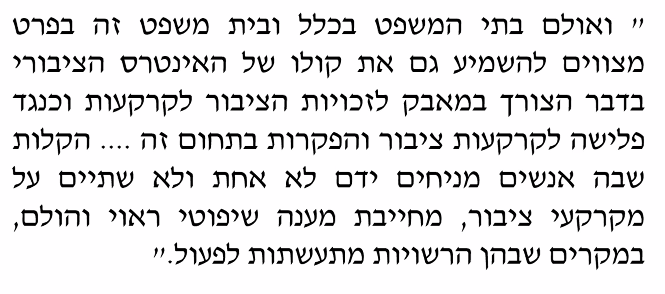 " ואולם בתי המשפט בכלל ובית משפט זה בפרט
מצווים להשמיע גם את קולו של האינטרס הציבורי
בדבר הצורך במאבק לזכויות הציבור לקרקעות וכנגד
פלישה לקרקעות ציבור והפקרות בתחום זה .... הקלות
שבה אנשים מניחים ידם לא אחת ולא שתיים על
מקרקעי ציבור, מחייבת מענה שיפוטי ראוי והולם,
במקרים שבהן הרשויות מתעשתות לפעול."